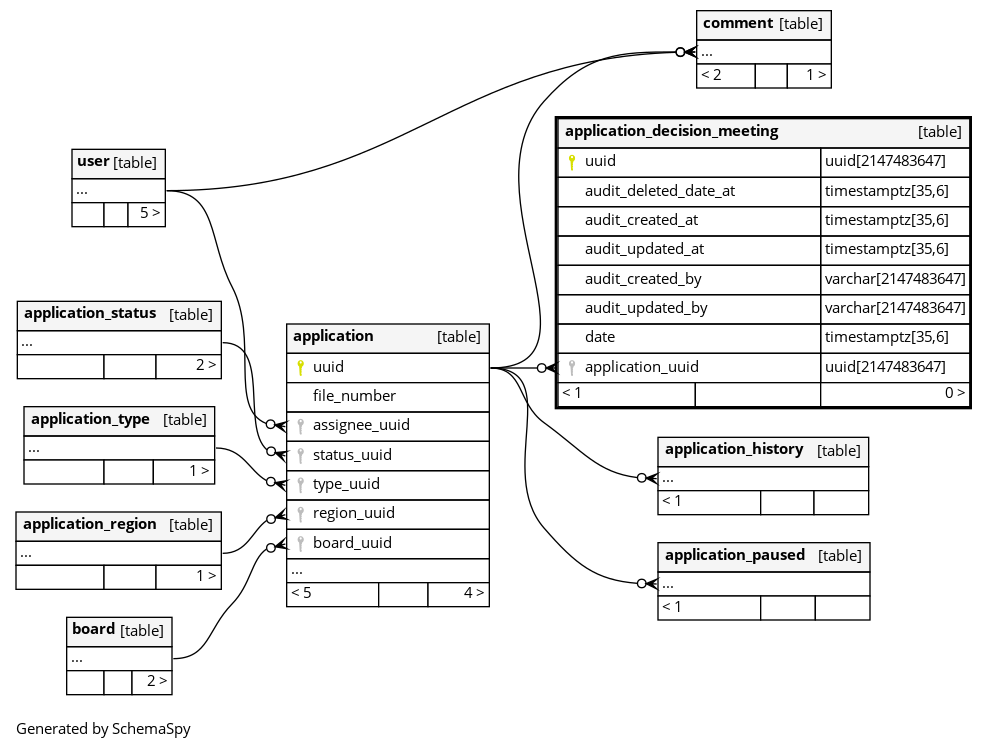 comment [table]
...
< 2 1 >
application_decision_meeting [table]
uuid uuid[2147483647]
audit_deleted_date_at timestamptz[35,6]
audit_created_at timestamptz[35,6]
audit_updated_at timestamptz[35,6]
audit_created_by varchar[2147483647]
audit_updated_by varchar[2147483647]
date timestamptz[35,6]
application_uuid uuid[2147483647]
< 1 0 >
user [table]
...
5 >
application_status [table]
...
2 >
application_type [table]
...
1 >
application_region [table]
...
1 >
board [table]
...
2 >
application [table]
uuid
file_number
assignee_uuid
status_uuid
type_uuid
region_uuid
board_uuid
...
< 5 4 >
application_history [table]
...
< 1
application_paused [table]
...
< 1
Generated by SchemaSpy